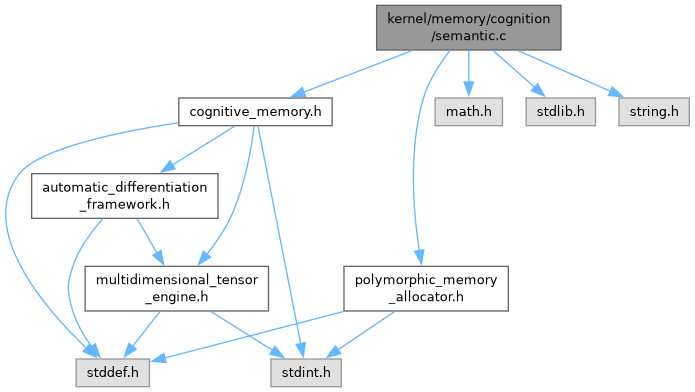 kernel/memory/cognition
/semantic.c
cognitive_memory.h
math.h
stdlib.h
string.h
automatic_differentiation
_framework.h
multidimensional_tensor
_engine.h
polymorphic_memory
_allocator.h
stddef.h
stdint.h